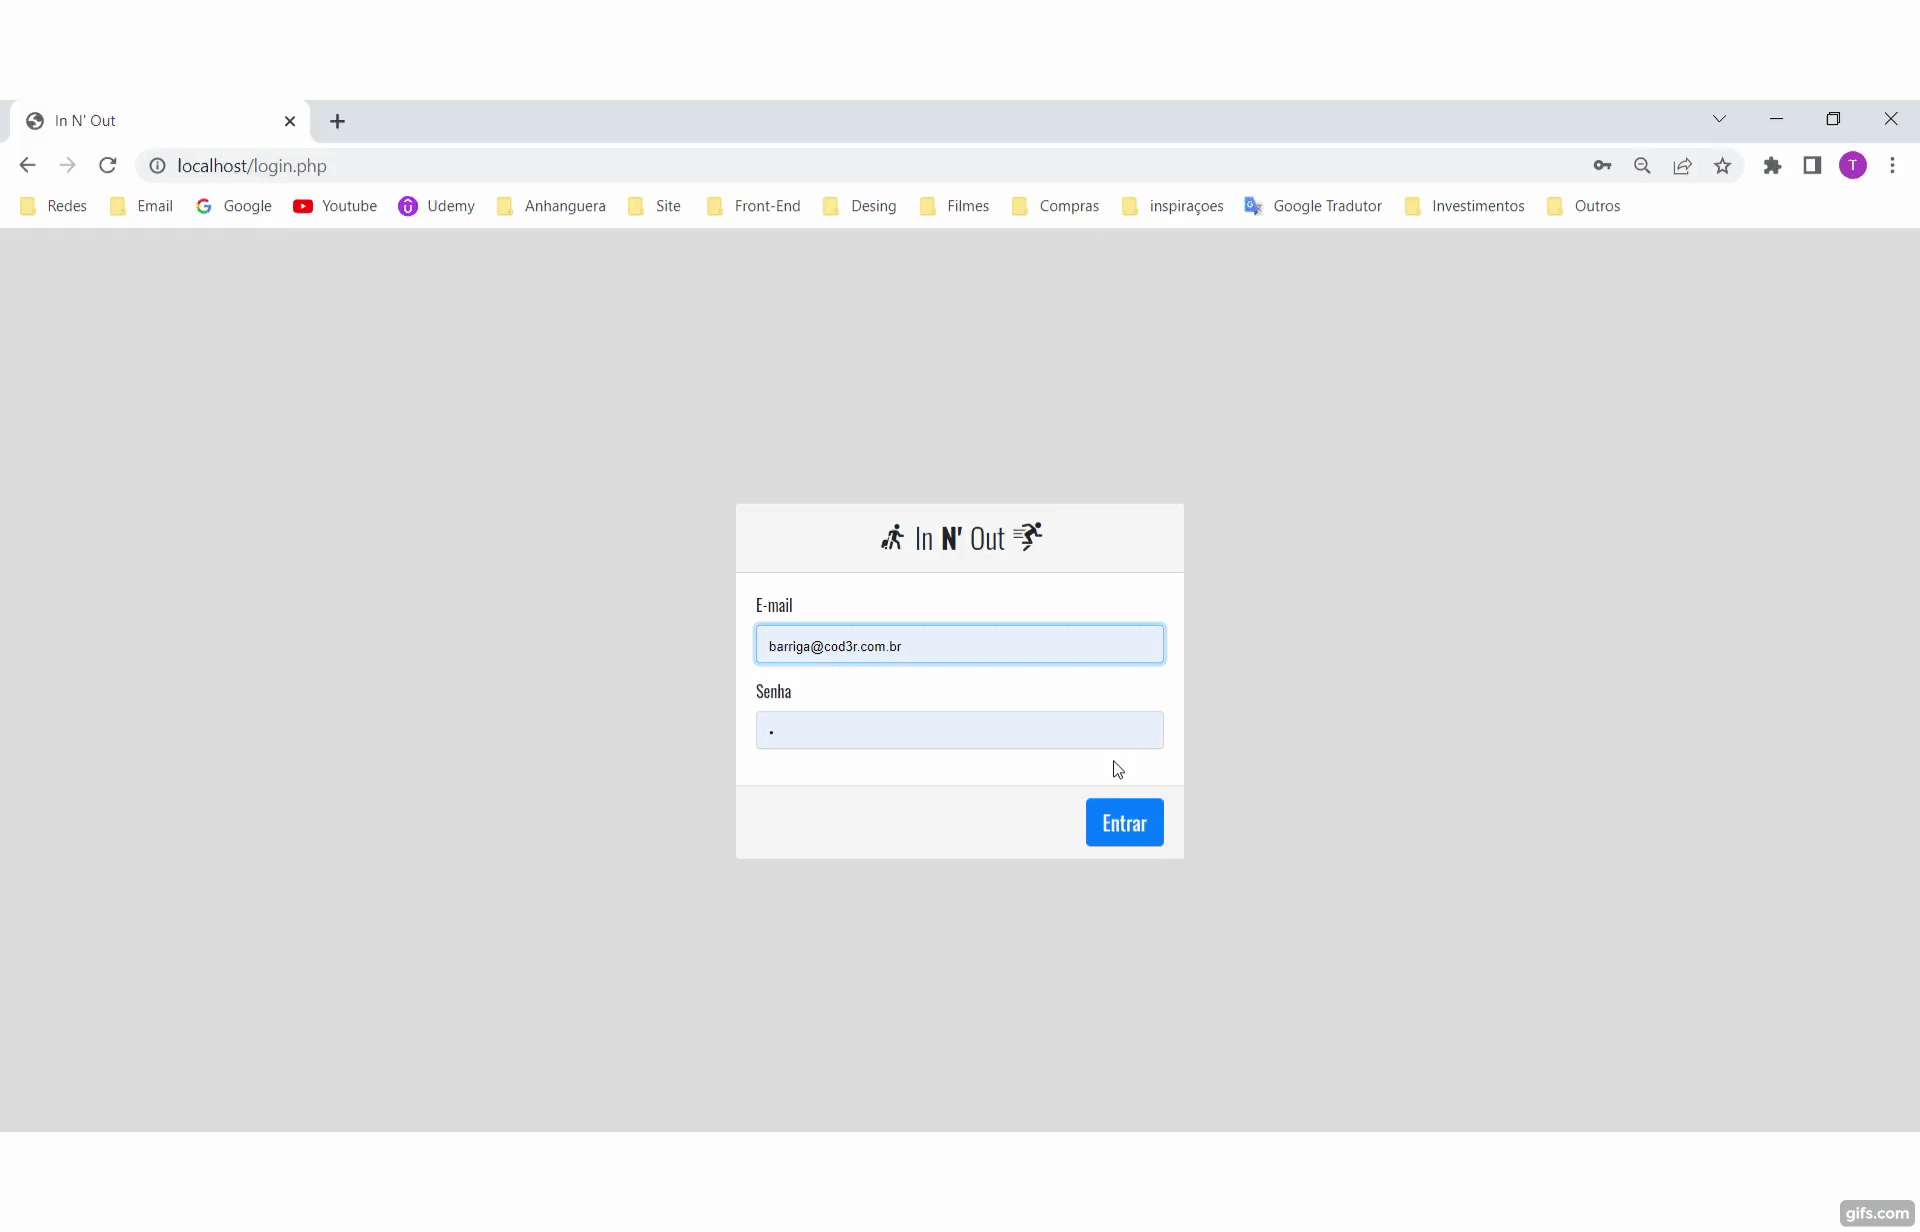 In N' Out
localhost/login.php
Redes Email Google Youtube Udemy Anhanguera Site Front-End Desing Filmes Compras inspiraçoes Google Tradutor Investimentos Outros
In N' Out
E-mail
barriga@cod3r.com.br
Senha
Entrar
T
gifs.com